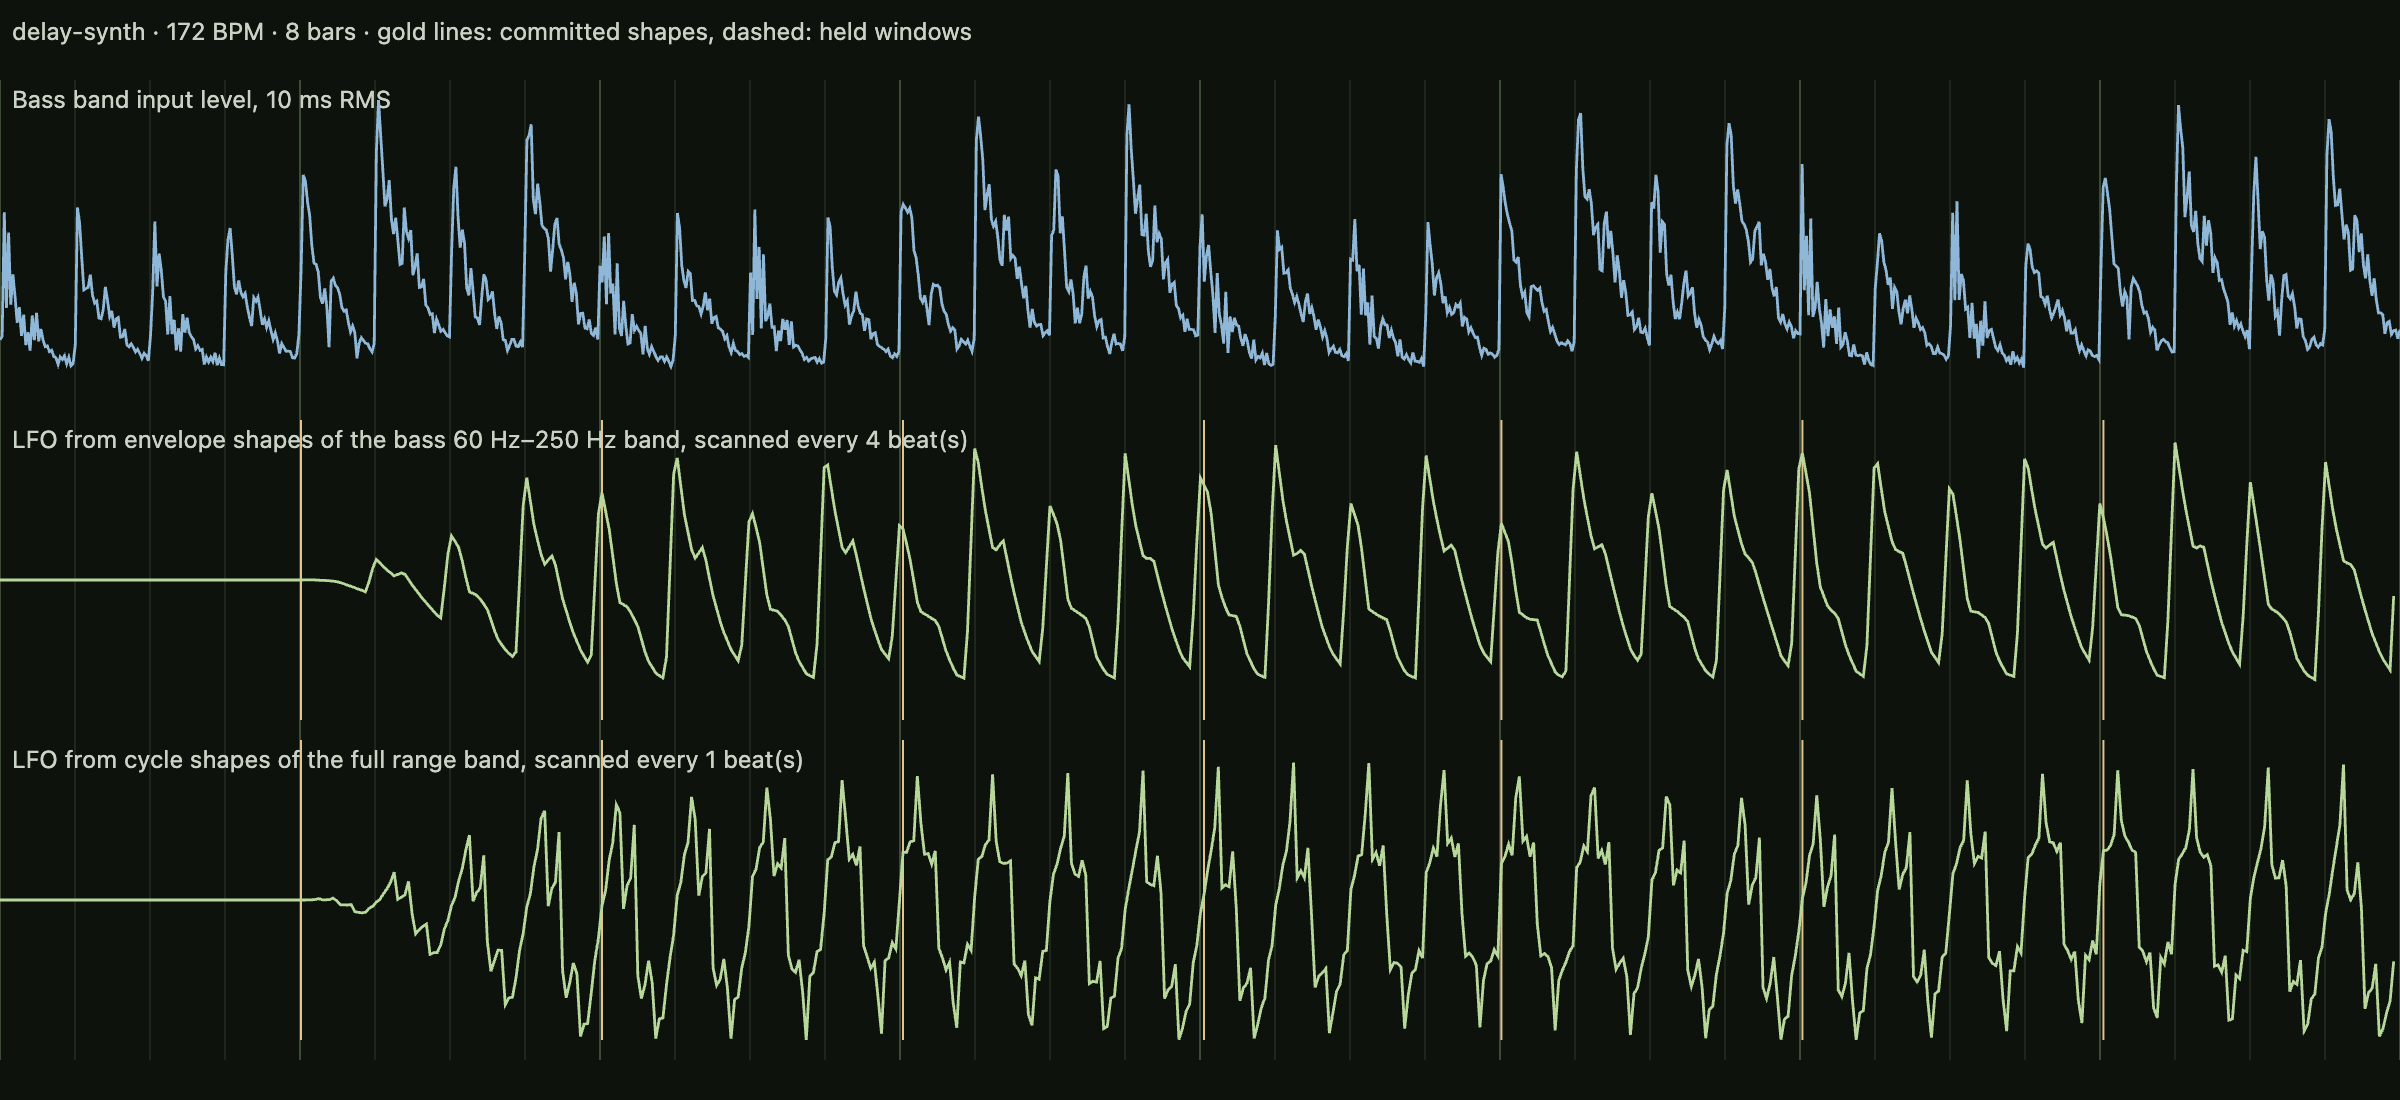 delay-synth · 172 BPM · 8 bars · gold lines: committed shapes, dashed: held windows
Bass band input level, 10 ms RMS
LFO from envelope shapes of the bass 60 Hz–250 Hz band, scanned every 4 beat(s)
LFO from cycle shapes of the full range band, scanned every 1 beat(s)